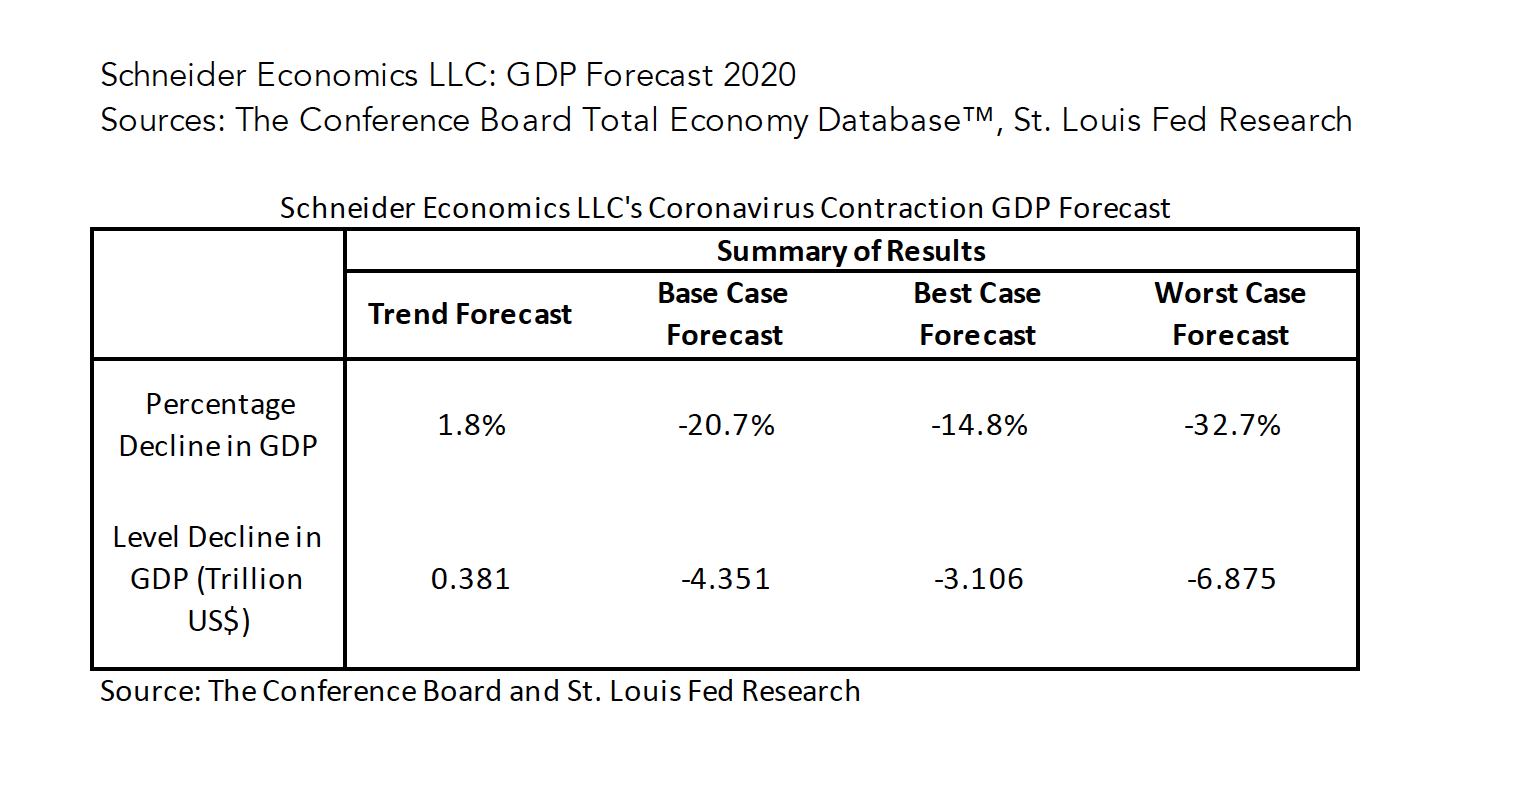 Schneider Economics LLC: GDP Forecast 2020
Sources: The Conference Board Total Economy Database™, St. Louis Fed Research
Schneider Economics LLC's Coronavirus Contraction GDP Forecast
Summary of Results
Trend Forecast
Base Case
Forecast
Best Case
Forecast
Worst Case
Forecast
Percentage
Decline in GDP
1.8%
-20.7%
-14.8%
-32.7%
Level Decline in
GDP (Trillion
US$)
0.381
-4.351
-3.106
-6.875
Source: The Conference Board and St. Louis Fed Research